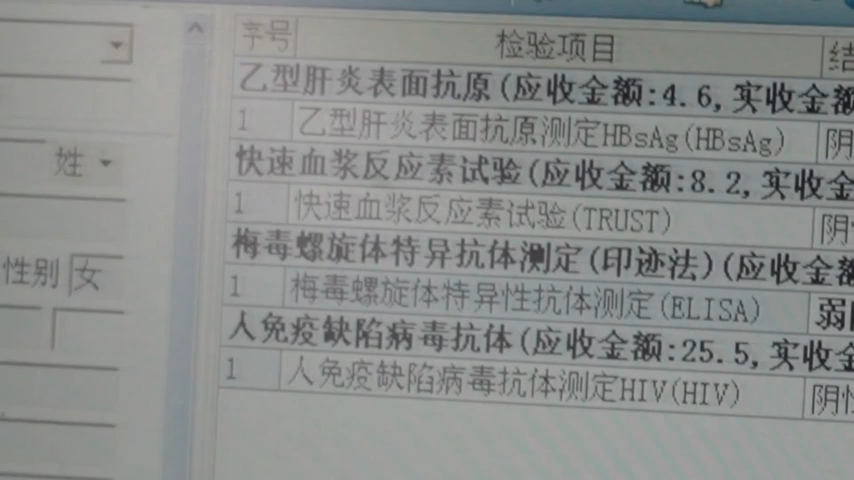 序号 检验项目 结
乙型肝炎表面抗原(应收金额:4.6,实收金额
1 乙型肝炎表面抗原测定HBsAg(HBsAg) 阴
姓
快速血浆反应素试验(应收金额:8.2,实收金
1 快速血浆反应素试验(TRUST) 阴性
梅毒螺旋体特异抗体测定(印迹法)(应收金额
性别 女
1 梅毒螺旋体特异性抗体测定(ELISA) 弱阳
人免疫缺陷病毒抗体(应收金额:25.5,实收金
1 人免疫缺陷病毒抗体测定HIV(HIV) 阴性